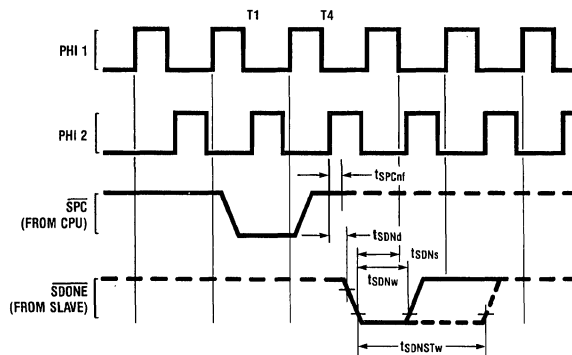 T1 T4
PHI 1
PHI 2
tSPCnf
SPC
(FROM CPU)
tSDNd
tSDNs
tSDNw
SDONE
(FROM SLAVE)
tSDNSTw